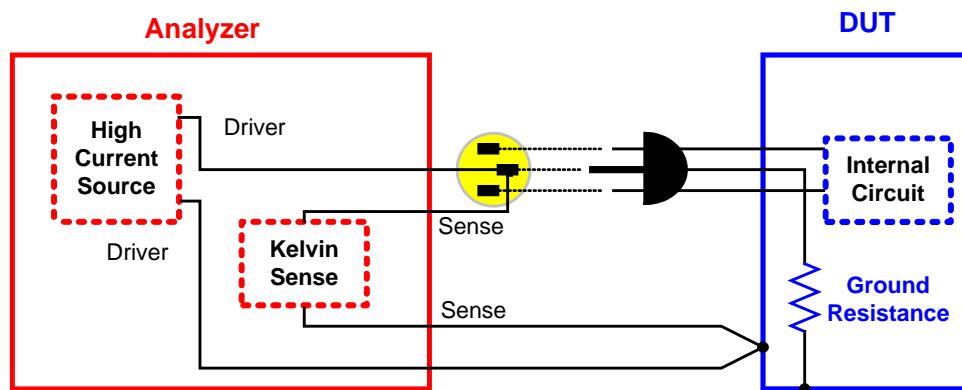 Analyzer
DUT
High
Current
Source
Driver
Internal
Circuit
Sense
Driver
Kelvin
Sense
Ground
Resistance
Sense